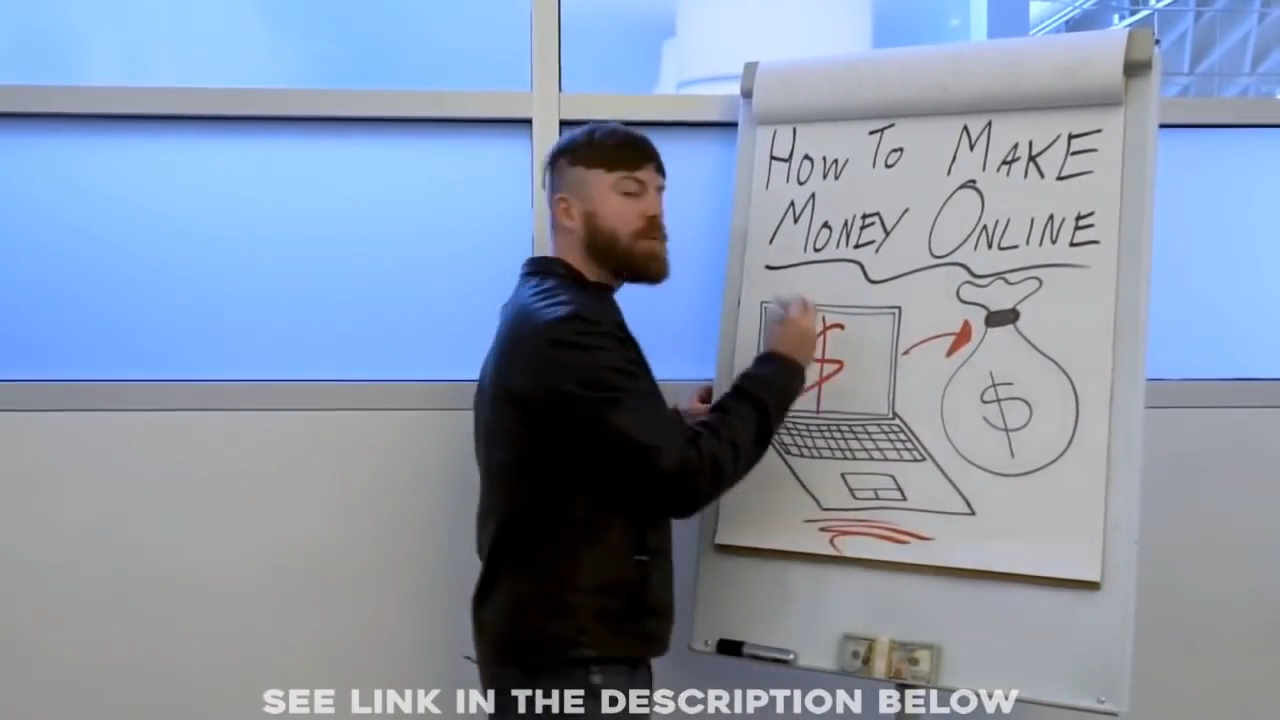 How To MAKE
MONEY ONLINE
$
$
SEE LINK IN THE DESCRIPTION BELOW